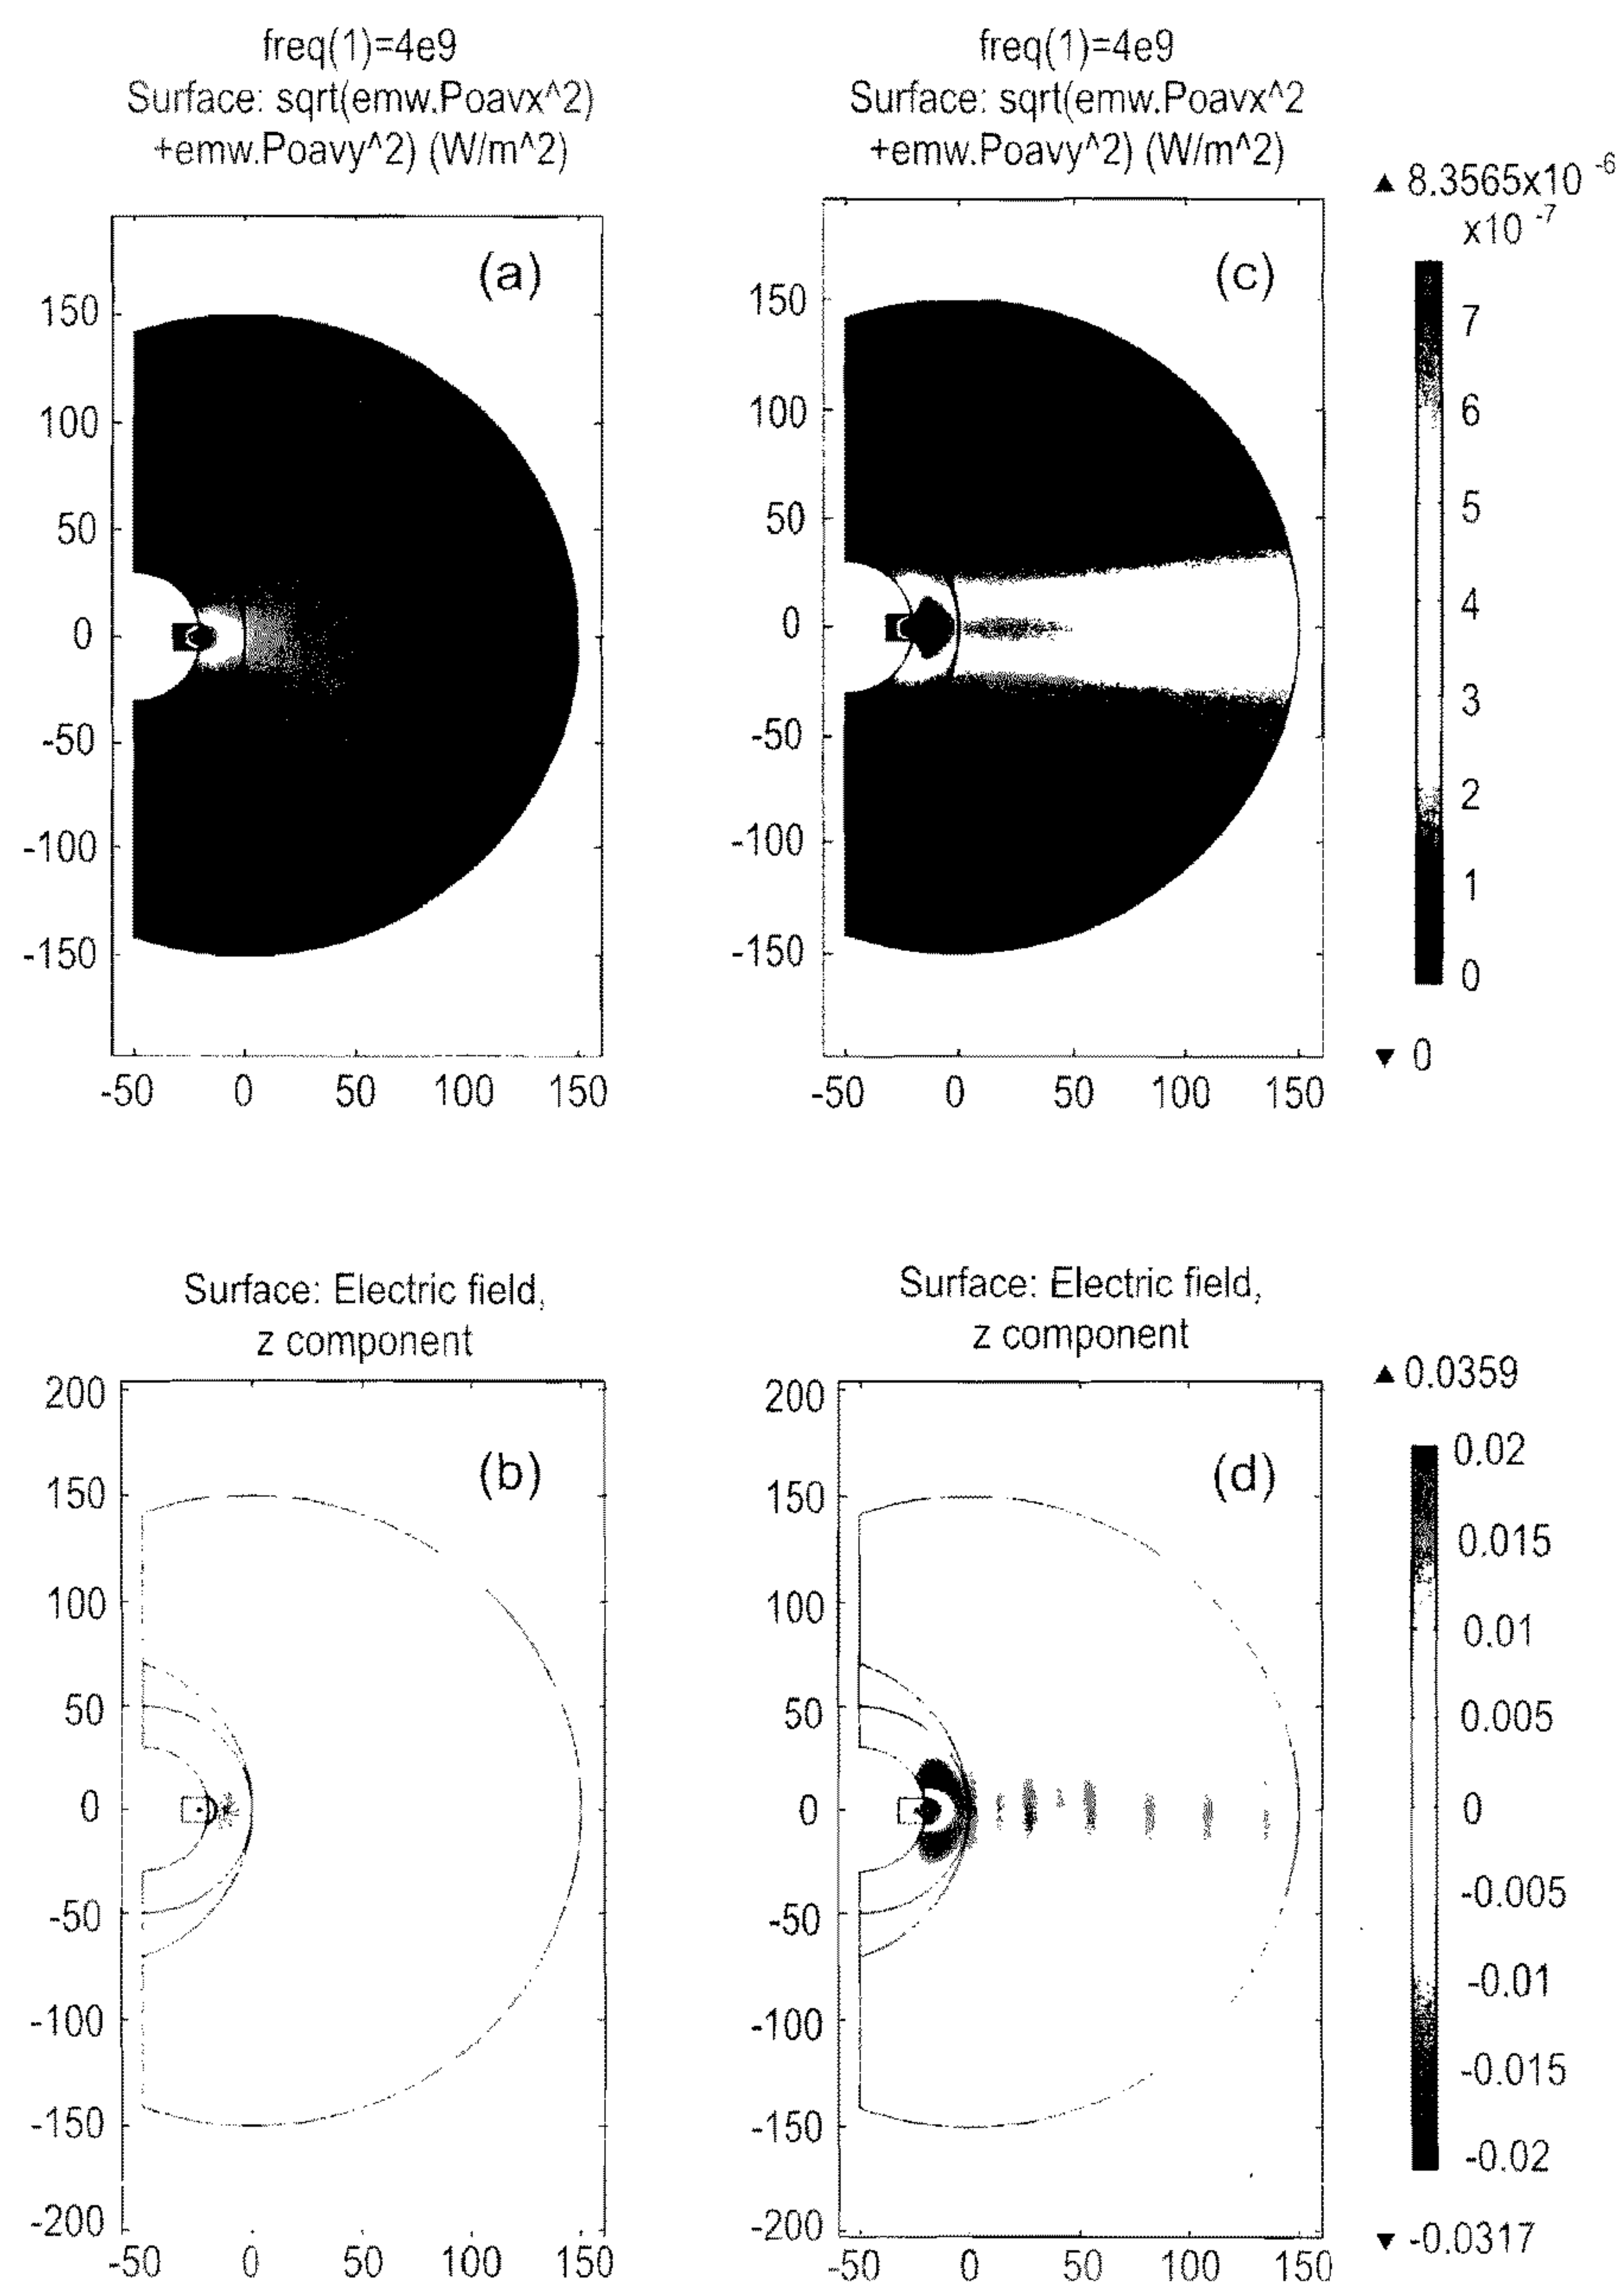 freq(1)=4e9
Surface: sqrt(emw.Poavx^2)
+emw.Poavy^2) (W/m^2)
(a)
150
100
50
0
-50
-100
-150
-50 0 50 100 150
freq(1)=4e9
Surface: sqrt(emw.Poavx^2
+emw.Poavy^2) (W/m^2)
(c)
150
100
50
0
-50
-100
-150
-50 0 50 100 150
▲ 8.3565x10 -6
x10 -7
7
6
5
4
3
2
1
0
▼ 0
Surface: Electric field,
z component
(b)
200
150
100
50
0
-50
-100
-150
-200
-50 0 50 100 150
Surface: Electric field,
z component
(d)
200
150
100
50
0
-50
-100
-150
-200
-50 0 50 100 150
▲ 0.0359
0.02
0.015
0.01
0.005
0
-0.005
-0.01
-0.015
-0.02
▼ -0.0317